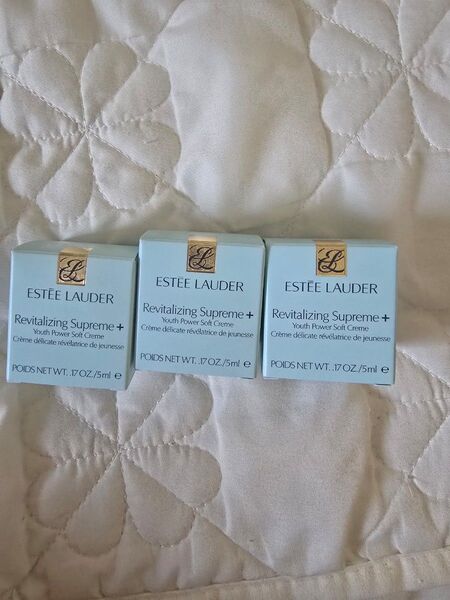 ESTĒE LAUDER
Revitalizing Supreme+
Youth Power Soft Creme
Crème délicate révélatrice de jeunesse
POIDS NET WT. .17 OZ./5ml ℮
ESTĒE LAUDER
Revitalizing Supreme+
Youth Power Soft Creme
Crème délicate révélatrice de jeunesse
POIDS NET WT. .17 OZ./5ml ℮
ESTĒE LAUDER
Revitalizing Supreme+
Youth Power Soft Creme
Crème délicate révélatrice de jeunesse
POIDS NET WT. .17 OZ./5ml ℮